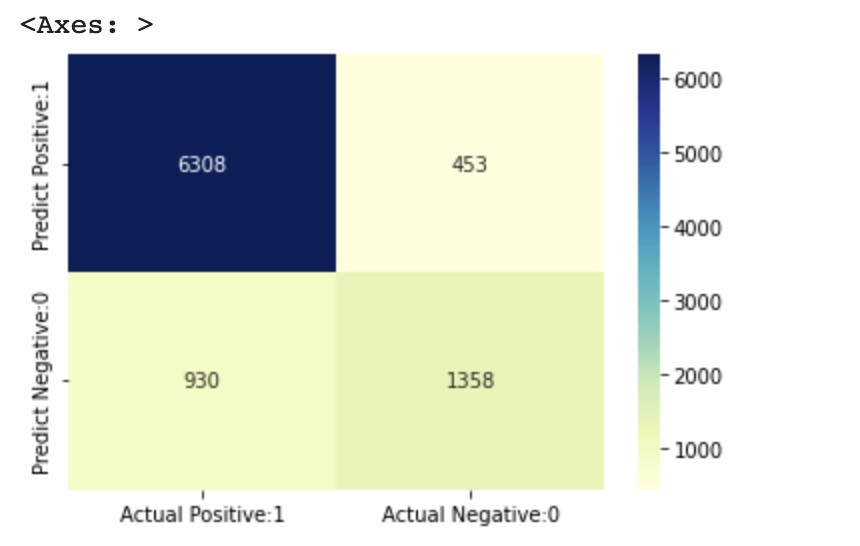 <Axes: >
Predict Positive:1
6308
453
Predict Negative:0
930
1358
Actual Positive:1
Actual Negative:0
6000
5000
4000
3000
2000
1000